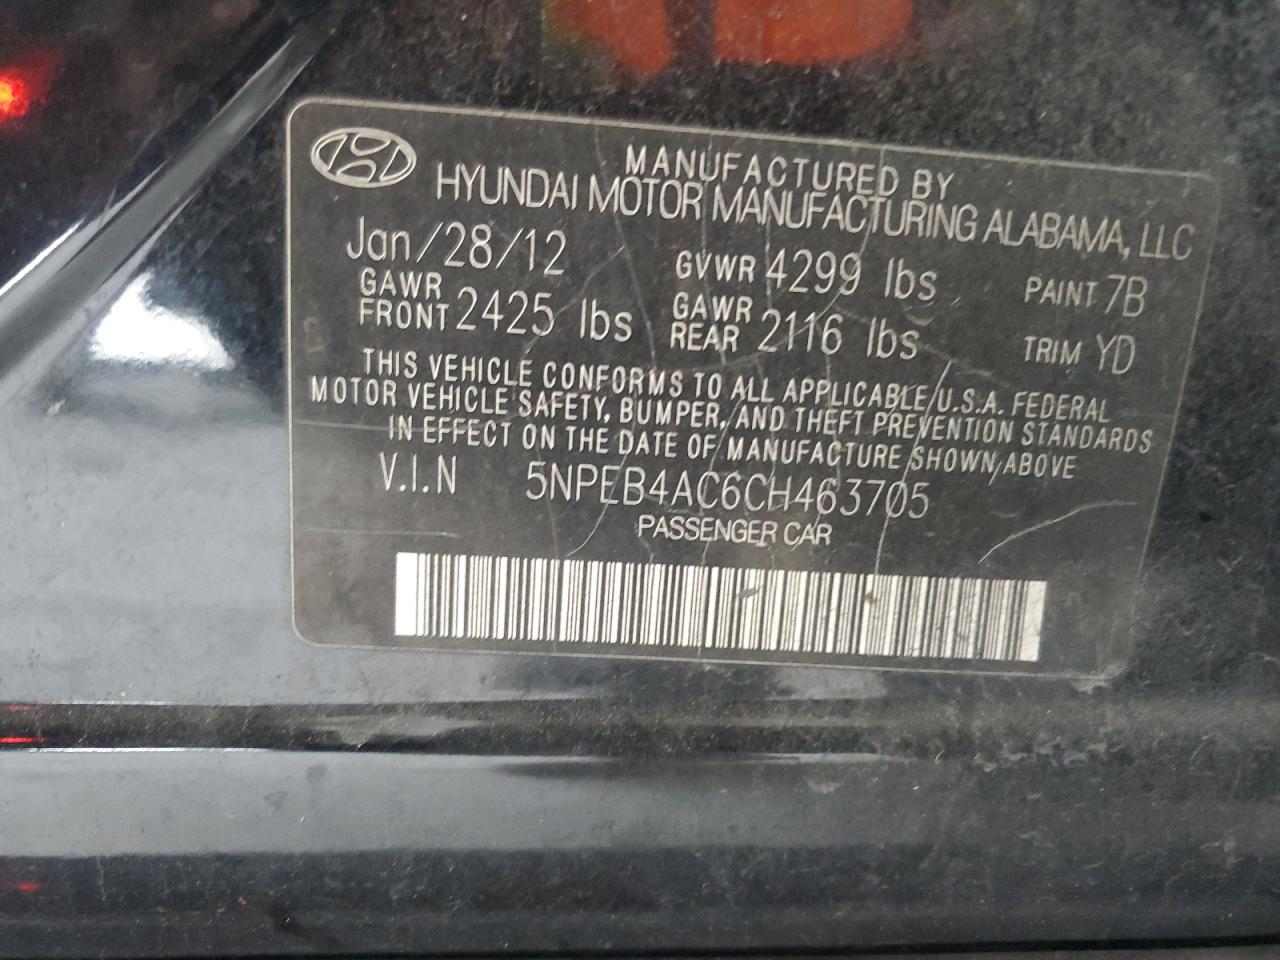 MANUFACTURED BY
HYUNDAI MOTOR MANUFACTURING ALABAMA, LLC
Jan/28/12 GVWR 4299 lbs PAINT 7B
GAWR FRONT 2425 lbs GAWR REAR 2116 lbs TRIM YD
THIS VEHICLE CONFORMS TO ALL APPLICABLE U.S.A. FEDERAL
MOTOR VEHICLE SAFETY, BUMPER, AND THEFT PREVENTION STANDARDS
IN EFFECT ON THE DATE OF MANUFACTURE SHOWN ABOVE
V.I.N 5NPEB4AC6CH463705
PASSENGER CAR